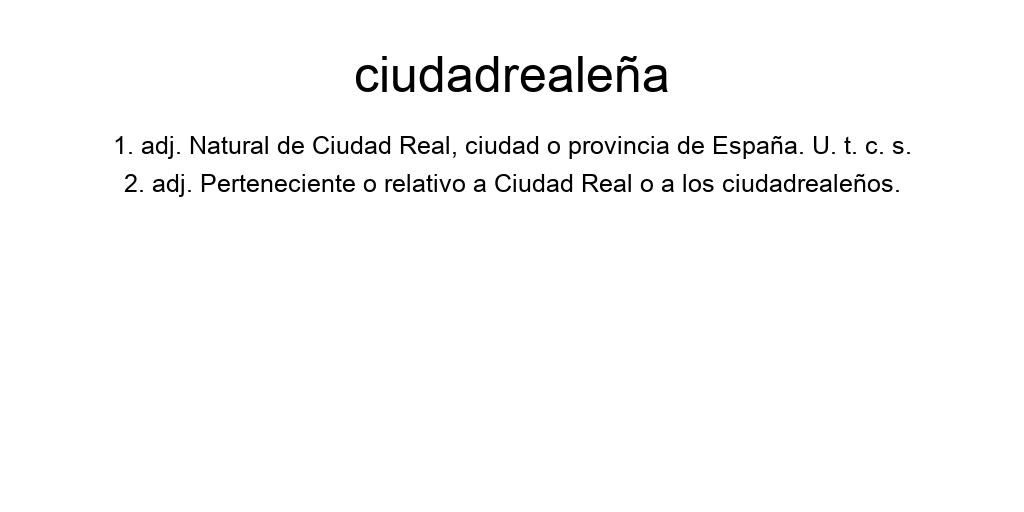 ciudadrealeña
1. adj. Natural de Ciudad Real, ciudad o provincia de España. U. t. c. s.
2. adj. Perteneciente o relativo a Ciudad Real o a los ciudadrealeños.